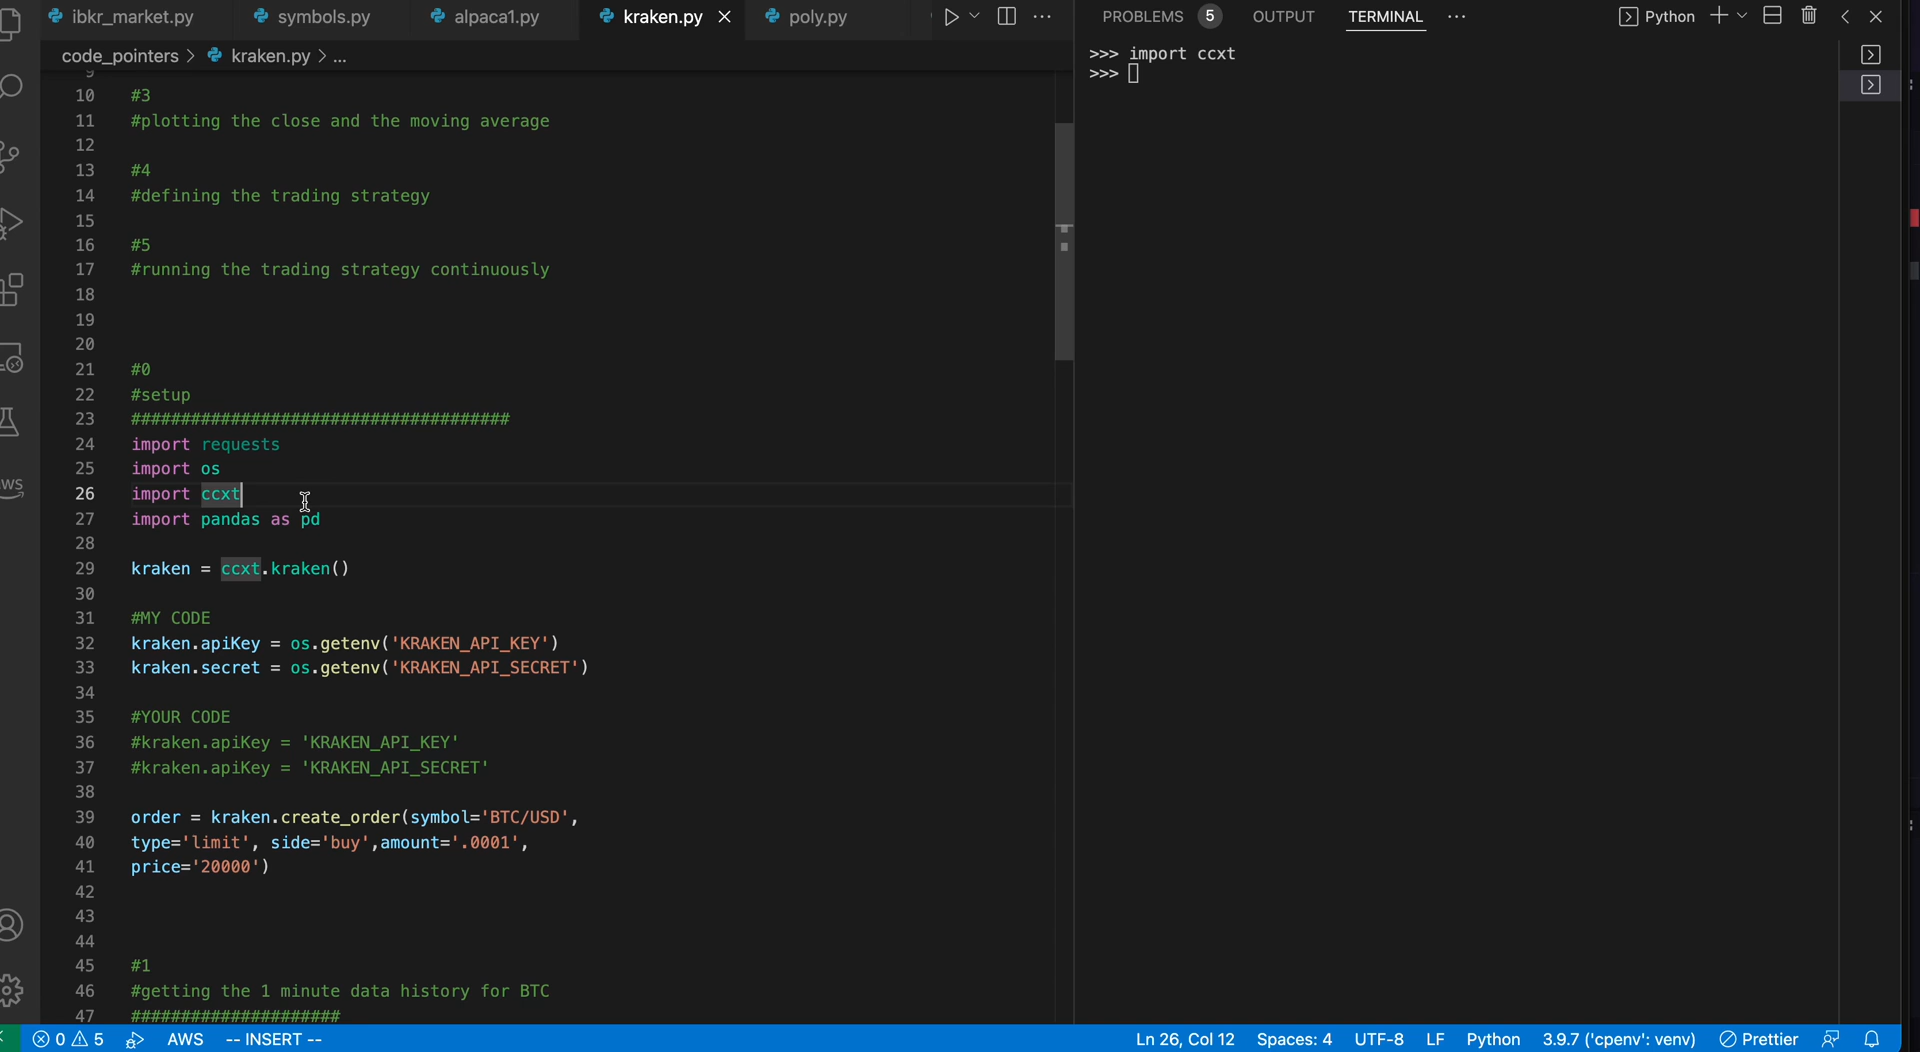 ibkr_market.py symbols.py alpaca1.py kraken.py poly.py
code_pointers > kraken.py > ...
9
10 #3
11 #plotting the close and the moving average
12
13 #4
14 #defining the trading strategy
15
16 #5
17 #running the trading strategy continuously
18
19
20
21 #0
22 #setup
23 ######################################
24 import requests
25 import os
26 import ccxt
27 import pandas as pd
28
29 kraken = ccxt.kraken()
30
31 #MY CODE
32 kraken.apiKey = os.getenv('KRAKEN_API_KEY')
33 kraken.secret = os.getenv('KRAKEN_API_SECRET')
34
35 #YOUR CODE
36 #kraken.apiKey = 'KRAKEN_API_KEY'
37 #kraken.apiKey = 'KRAKEN_API_SECRET'
38
39 order = kraken.create_order(symbol='BTC/USD',
40 type='limit', side='buy',amount='.0001',
41 price='20000')
42
43
44
45 #1
46 #getting the 1 minute data history for BTC
47 #####################
PROBLEMS 5 OUTPUT TERMINAL ... Python
>>> import ccxt
>>>
aws
0 5 AWS -- INSERT -- Ln 26, Col 12 Spaces: 4 UTF-8 LF Python 3.9.7 ('cpenv': venv) Prettier